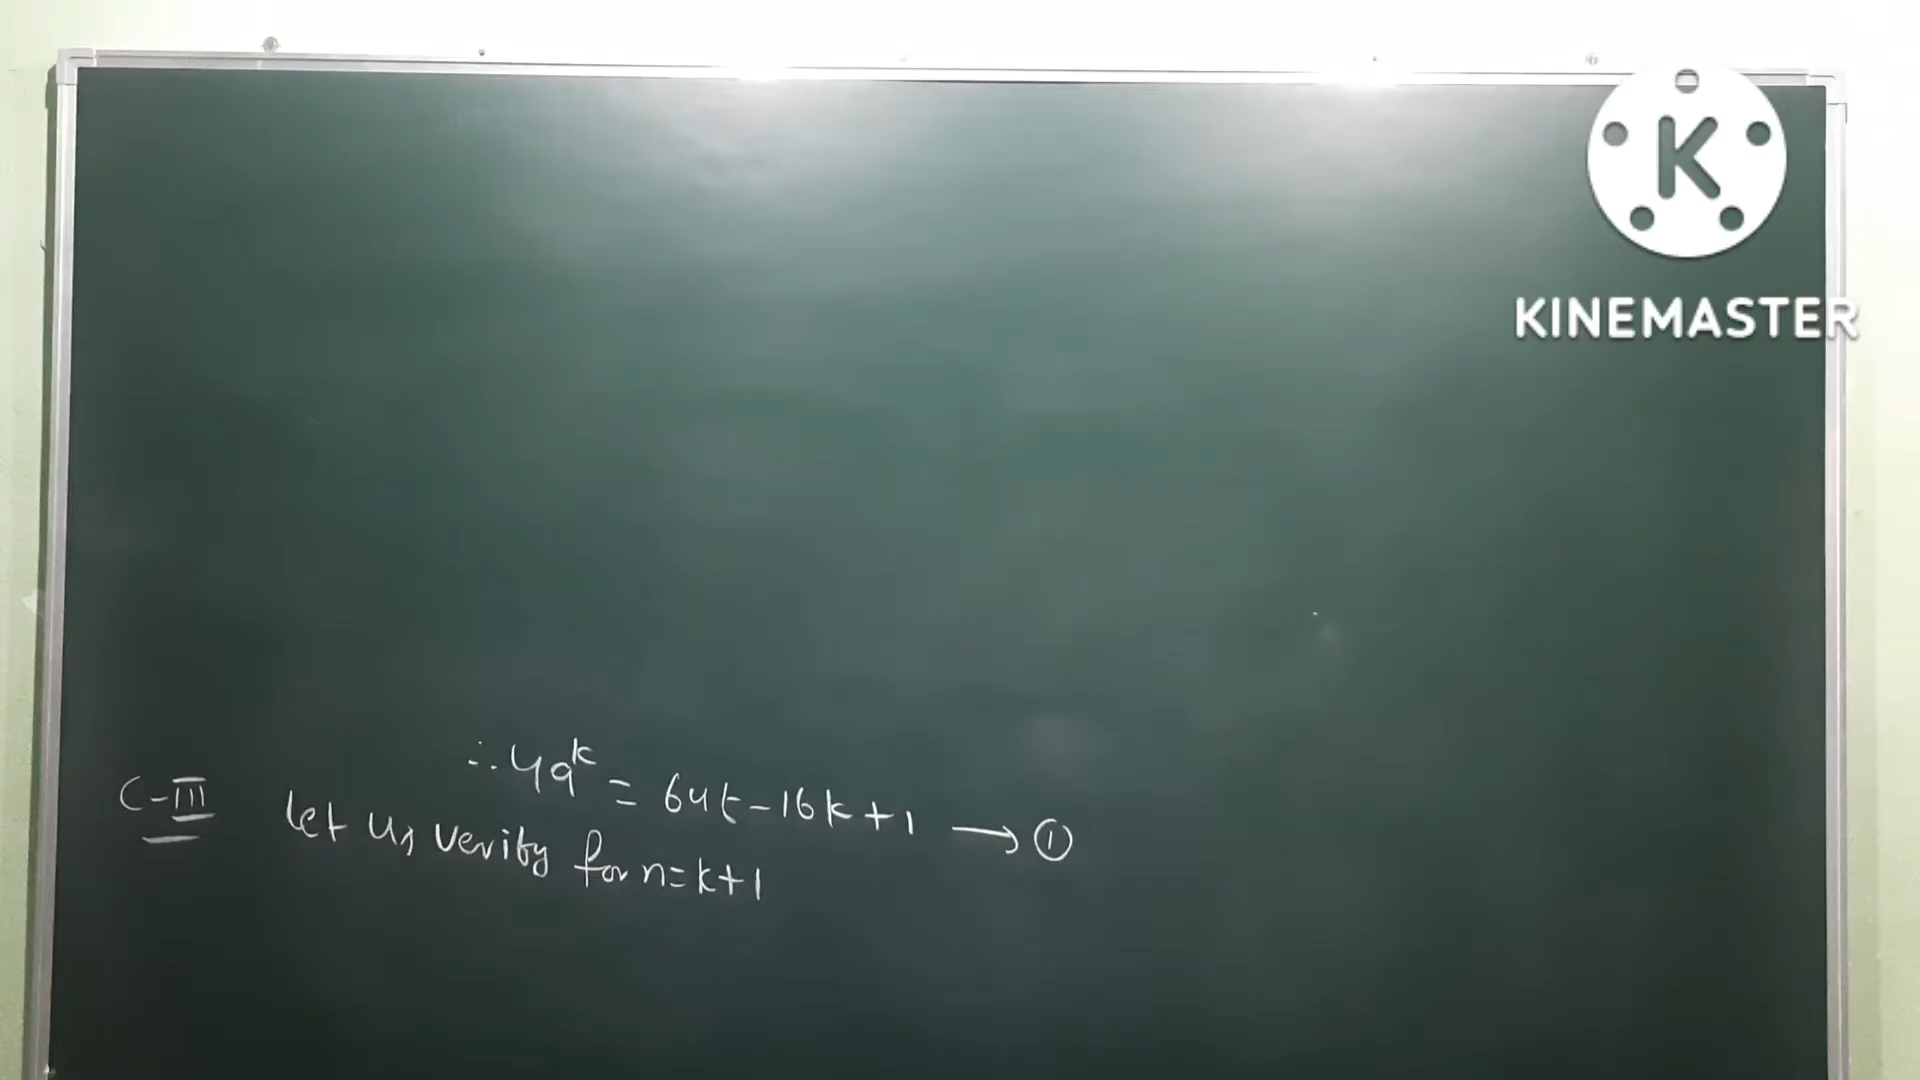 K
KINEMASTER
∴ 49^k = 64t - 16k + 1 → ①
C-III let us verify for n = k+1